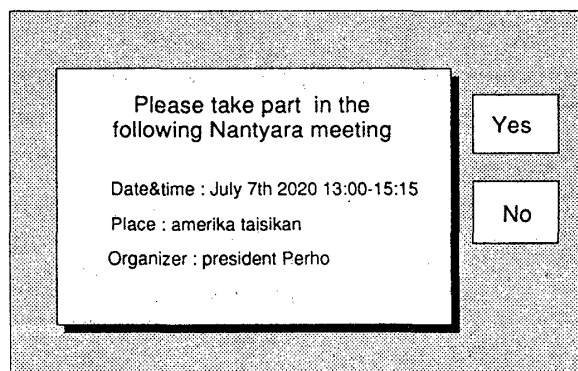 Please take part in the
following Nantyara meeting
Yes
Date&time : July 7th 2020 13:00-15:15
No
Place : amerika taisikan
Organizer : president Perho